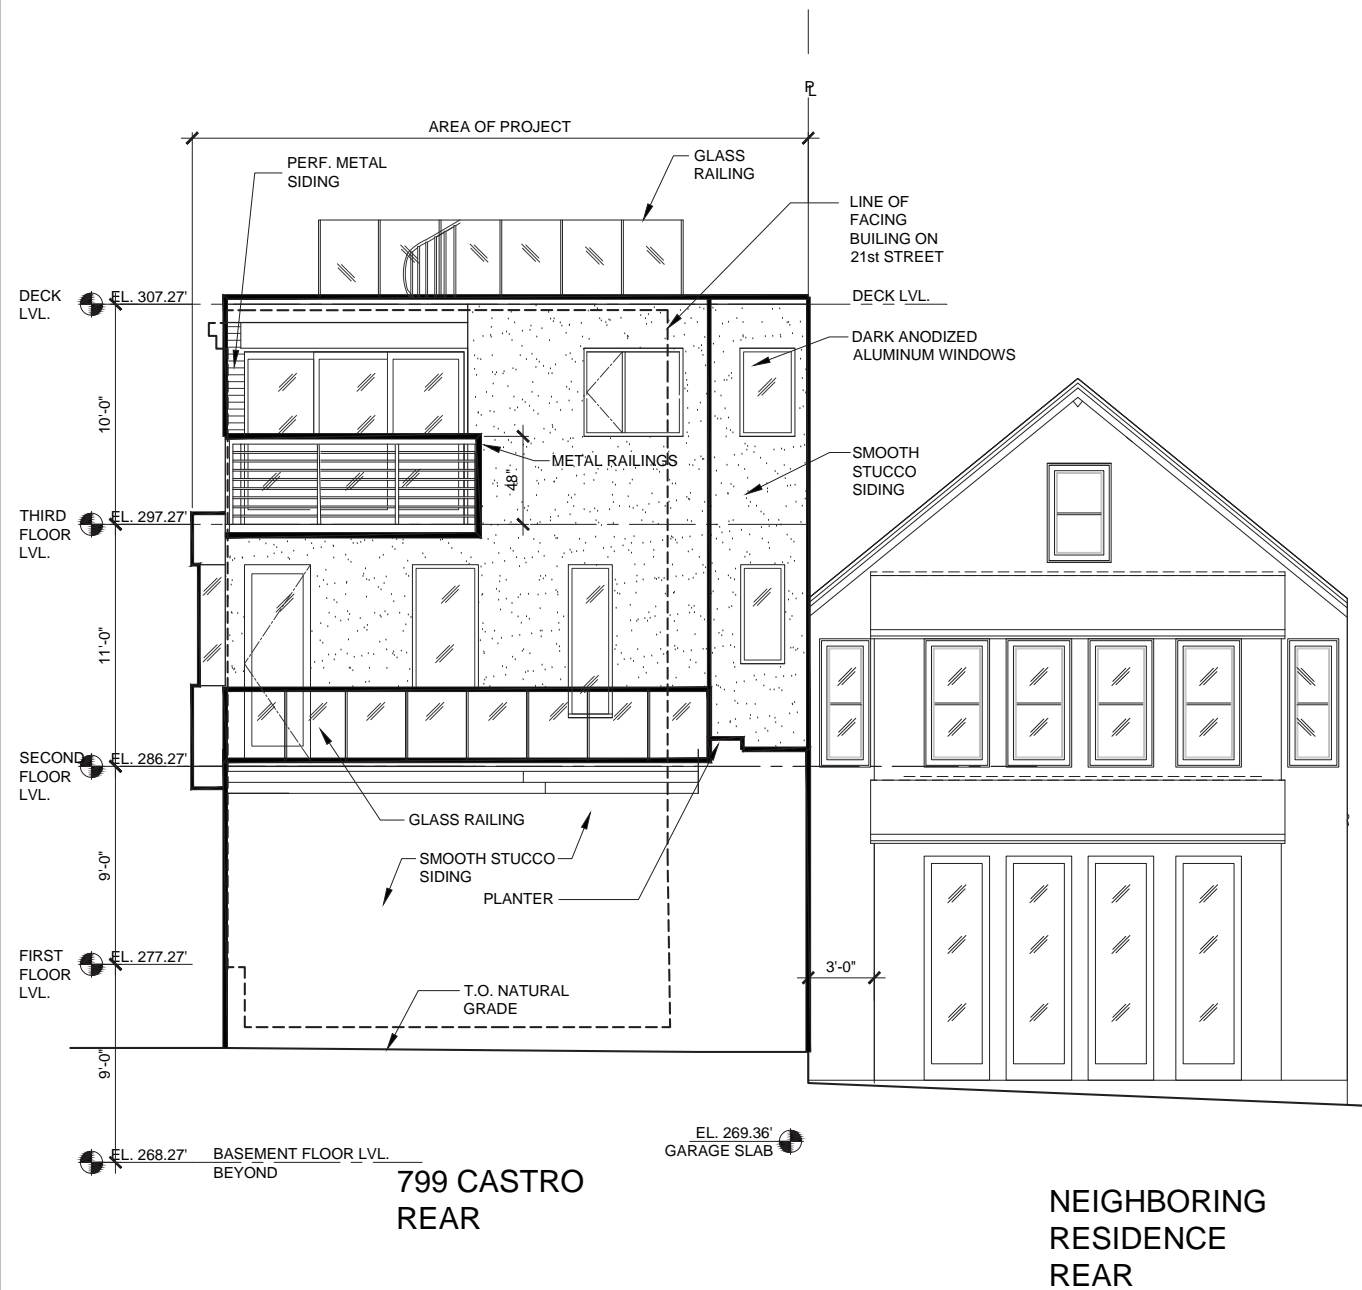 PL
AREA OF PROJECT
PERF. METAL
SIDING
GLASS
RAILING
LINE OF
FACING
BUILING ON
21st STREET
DECK
LVL.
EL. 307.27'
DECK LVL.
DARK ANODIZED
ALUMINUM WINDOWS
10'-0"
METAL RAILINGS
48"
SMOOTH
STUCCO
SIDING
THIRD
FLOOR
LVL.
EL. 297.27'
11'-0"
SECOND
FLOOR
LVL.
EL. 286.27'
GLASS RAILING
SMOOTH STUCCO
SIDING
PLANTER
9'-0"
FIRST
FLOOR
LVL.
EL. 277.27'
3'-0"
T.O. NATURAL
GRADE
9'-0"
EL. 269.36'
GARAGE SLAB
EL. 268.27'
BASEMENT FLOOR LVL.
BEYOND
799 CASTRO
REAR
NEIGHBORING
RESIDENCE
REAR